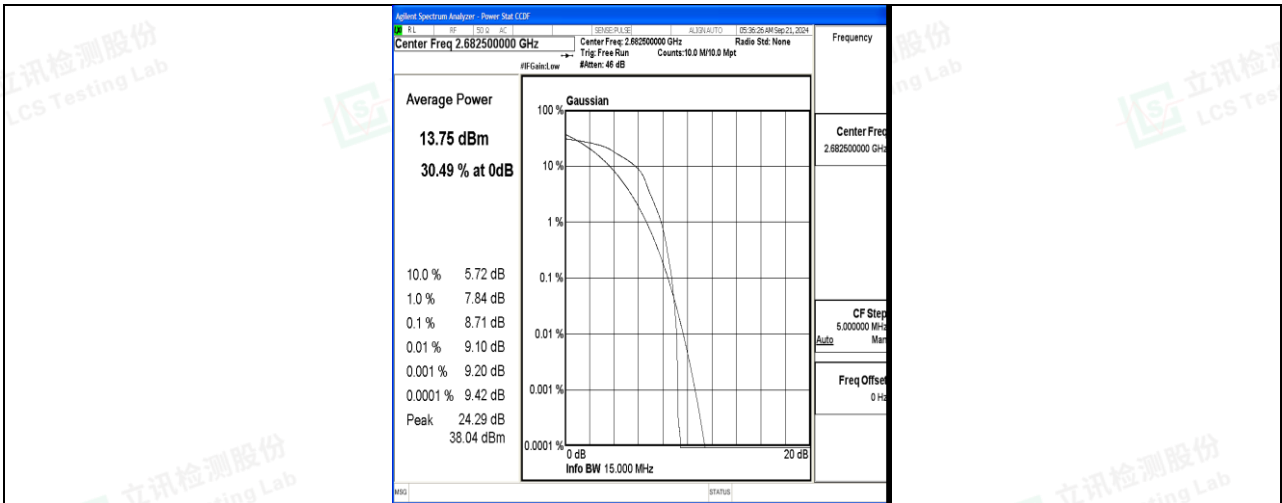 Agilent Spectrum Analyzer - Power Stat CCDF
RL RF 50 Ω AC SENSE:PULSE ALIGN AUTO 05:36:26 AM Sep 21, 2024
Center Freq 2.682500000 GHz
Center Freq: 2.682500000 GHz Radio Std: None
Trig: Free Run Counts:10.0 M/10.0 Mpt
#IFGain:Low #Atten: 46 dB
Frequency
Average Power
13.75 dBm
30.49 % at 0dB
10.0 % 5.72 dB
1.0 % 7.84 dB
0.1 % 8.71 dB
0.01 % 9.10 dB
0.001 % 9.20 dB
0.0001 % 9.42 dB
Peak 24.29 dB
38.04 dBm
Gaussian
100 %
10 %
1 %
0.1 %
0.01 %
0.001 %
0.0001 %
0 dB 20 dB
Info BW 15.000 MHz
Center Freq
2.682500000 GHz
CF Step
5.000000 MHz
Auto Man
Freq Offset
0 Hz
MSG STATUS
立讯检测股份
LCS Testing Lab